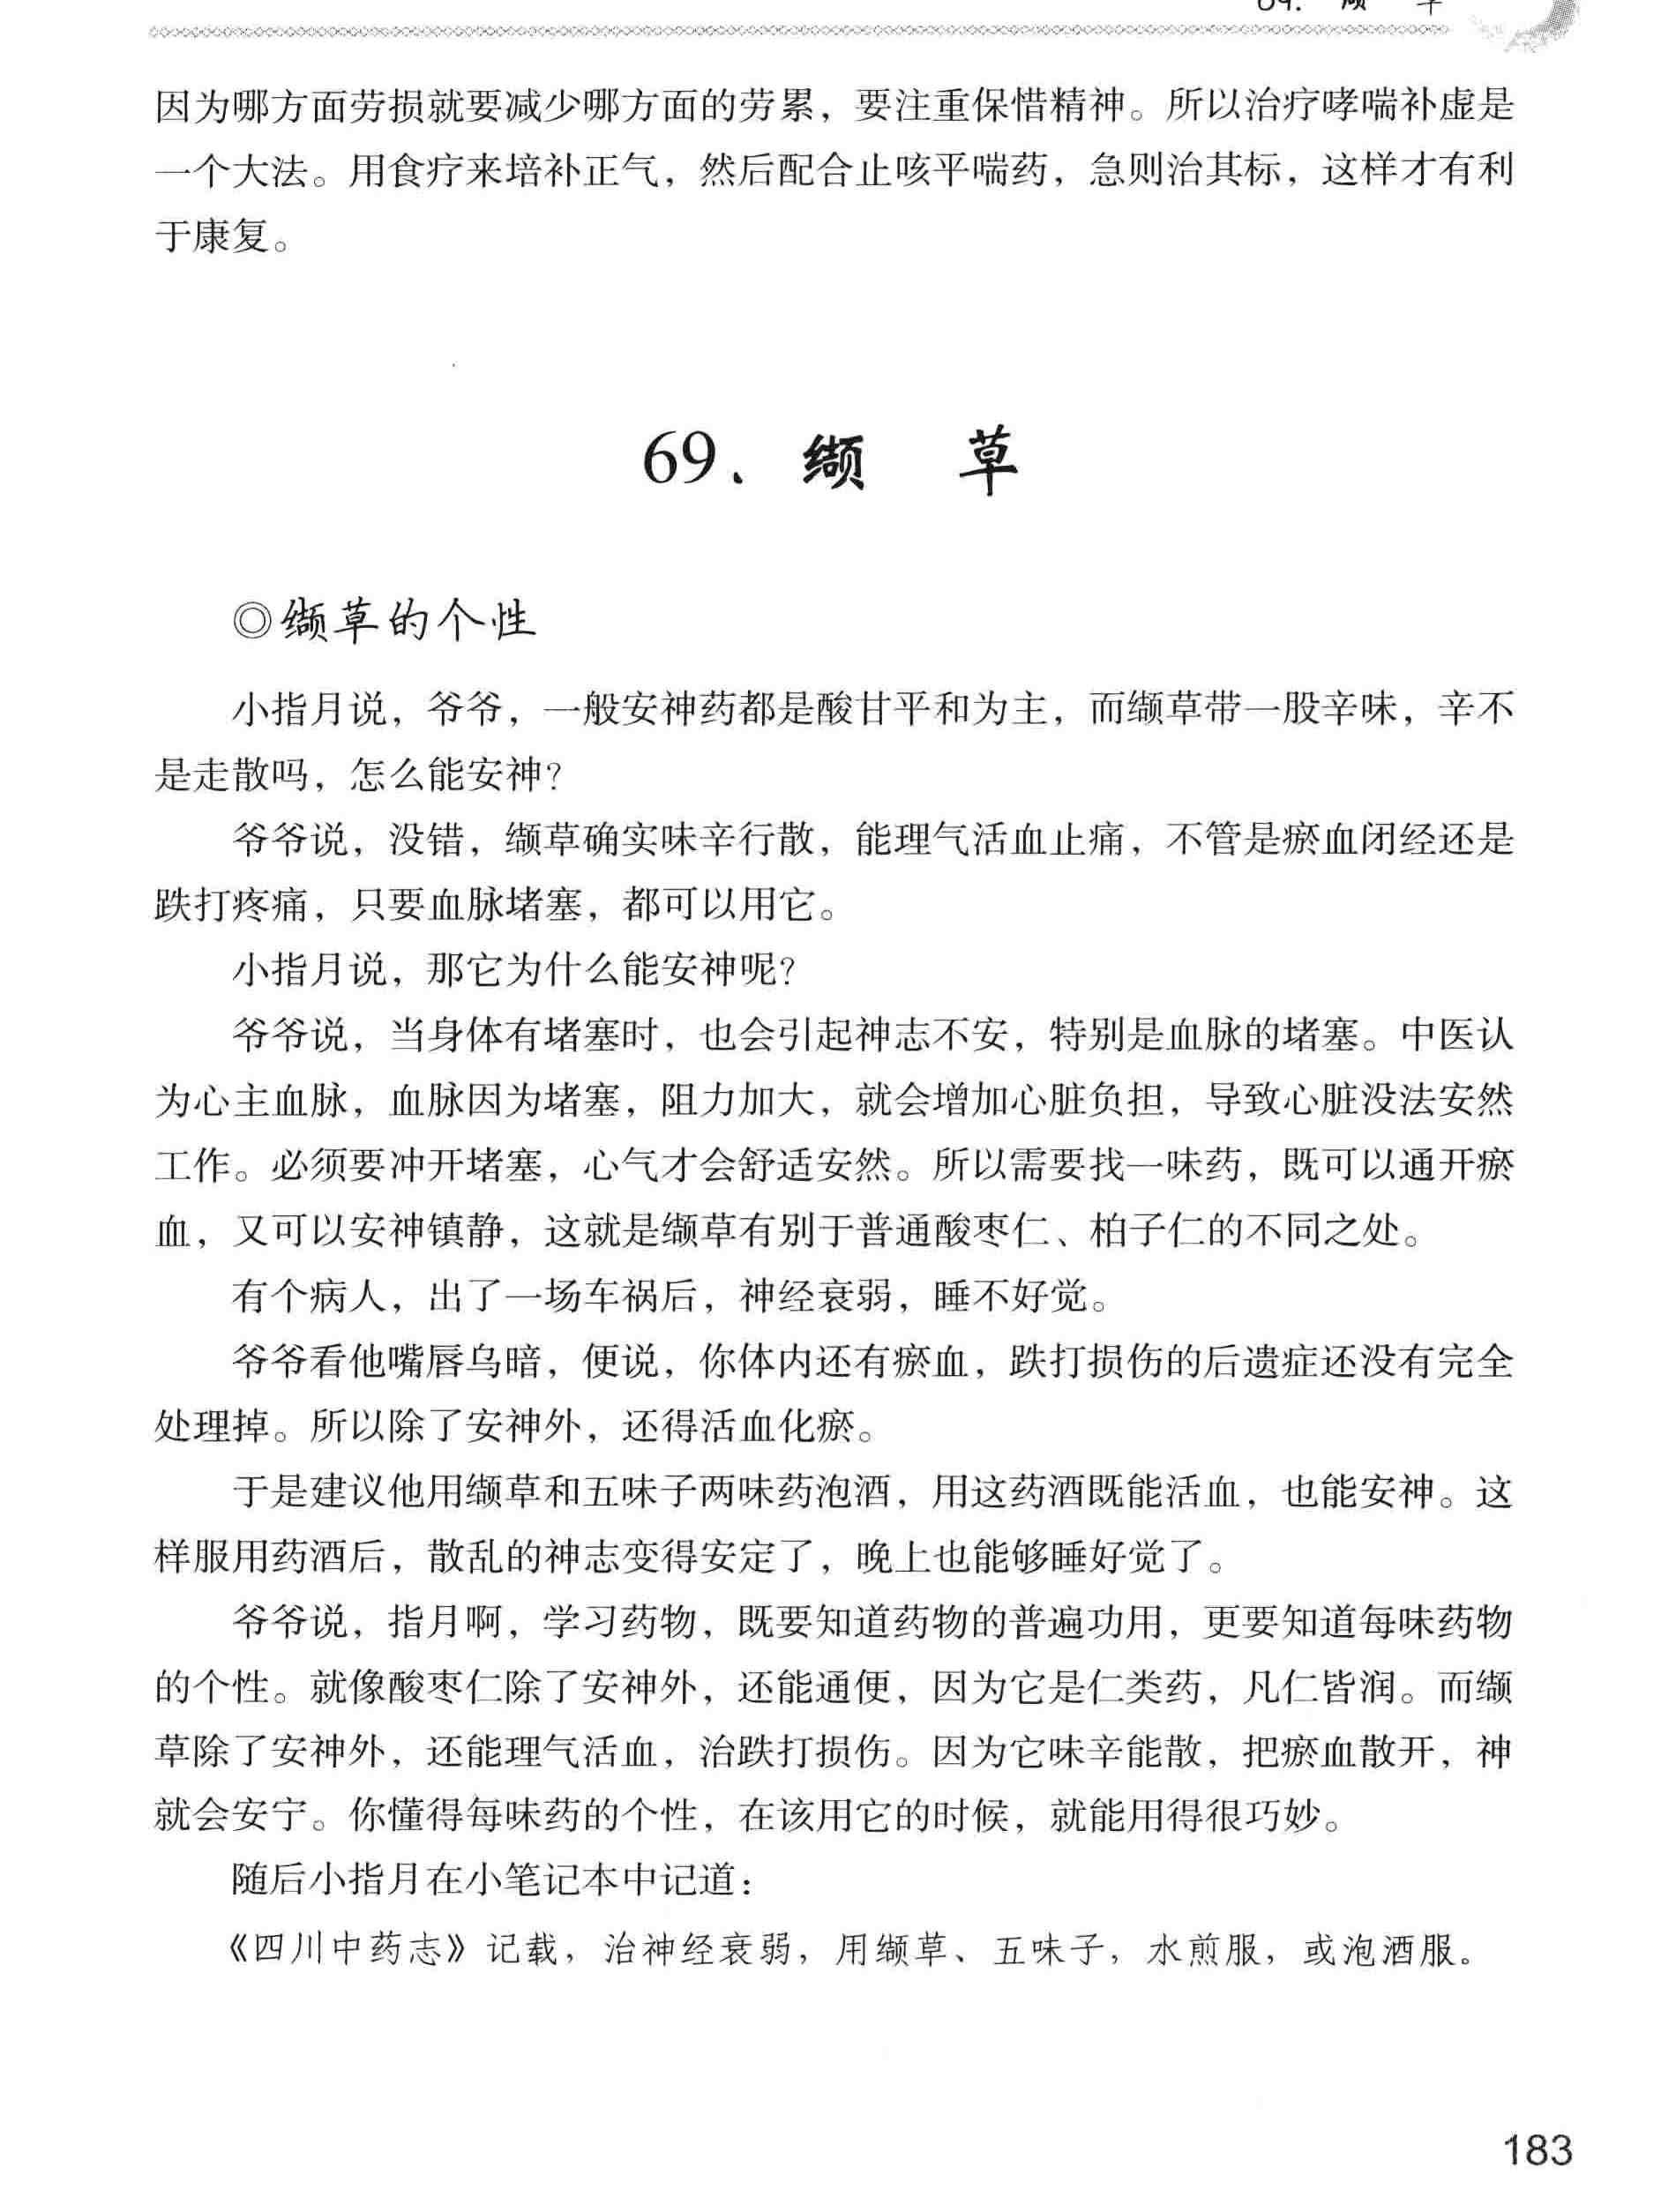 因为哪方面劳损就要减少哪方面的劳累，要注重保惜精神。所以治疗哮喘补虚是
一个大法。用食疗来培补正气，然后配合止咳平喘药，急则治其标，这样才有利
于康复。
69．缬 草
◎缬草的个性
小指月说，爷爷，一般安神药都是酸甘平和为主，而缬草带一股辛味，辛不
是走散吗，怎么能安神？
爷爷说，没错，缬草确实味辛行散，能理气活血止痛，不管是瘀血闭经还是
跌打疼痛，只要血脉堵塞，都可以用它。
小指月说，那它为什么能安神呢？
爷爷说，当身体有堵塞时，也会引起神志不安，特别是血脉的堵塞。中医认
为心主血脉，血脉因为堵塞，阻力加大，就会增加心脏负担，导致心脏没法安然
工作。必须要冲开堵塞，心气才会舒适安然。所以需要找一味药，既可以通开瘀
血，又可以安神镇静，这就是缬草有别于普通酸枣仁、柏子仁的不同之处。
有个病人，出了一场车祸后，神经衰弱，睡不好觉。
爷爷看他嘴唇乌暗，便说，你体内还有瘀血，跌打损伤的后遗症还没有完全
处理掉。所以除了安神外，还得活血化瘀。
于是建议他用缬草和五味子两味药泡酒，用这药酒既能活血，也能安神。这
样服用药酒后，散乱的神志变得安定了，晚上也能够睡好觉了。
爷爷说，指月啊，学习药物，既要知道药物的普遍功用，更要知道每味药物
的个性。就像酸枣仁除了安神外，还能通便，因为它是仁类药，凡仁皆润。而缬
草除了安神外，还能理气活血，治跌打损伤。因为它味辛能散，把瘀血散开，神
就会安宁。你懂得每味药的个性，在该用它的时候，就能用得很巧妙。
随后小指月在小笔记本中记道：
《四川中药志》记载，治神经衰弱，用缬草、五味子，水煎服，或泡酒服。
183